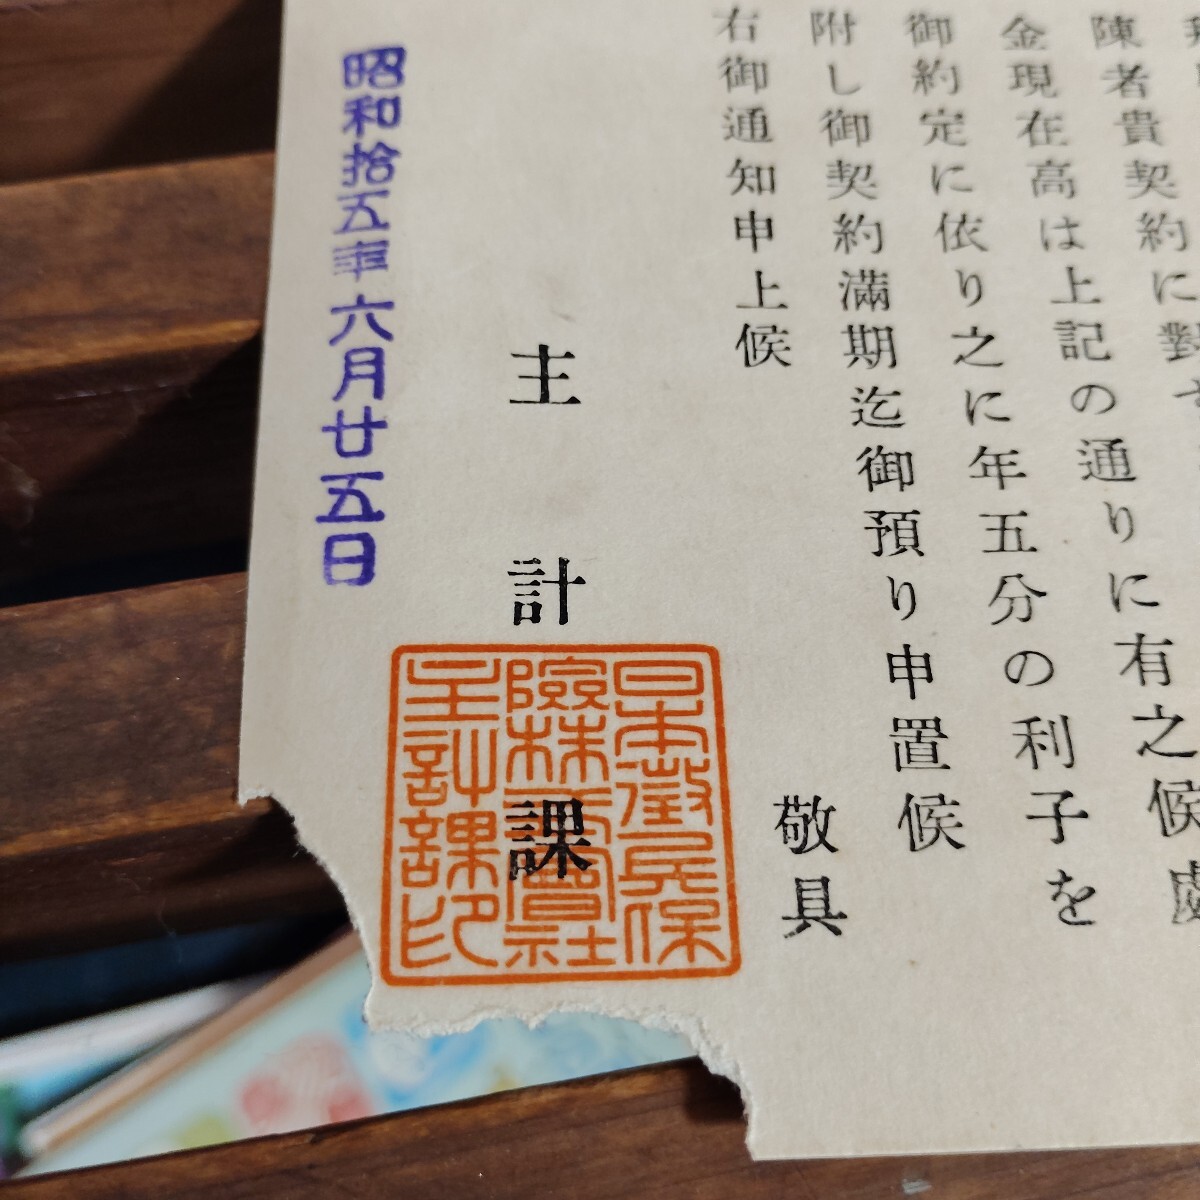 陳者貴契約に對す
金現在高は上記の通りに有之候處
御約定に依り之に年五分の利子を
附し御契約滿期迄御預り申置候
右御通知申上候
敬具
主計課
日本徵兵保
險株式會社
主計課印
昭和拾五年六月廿五日